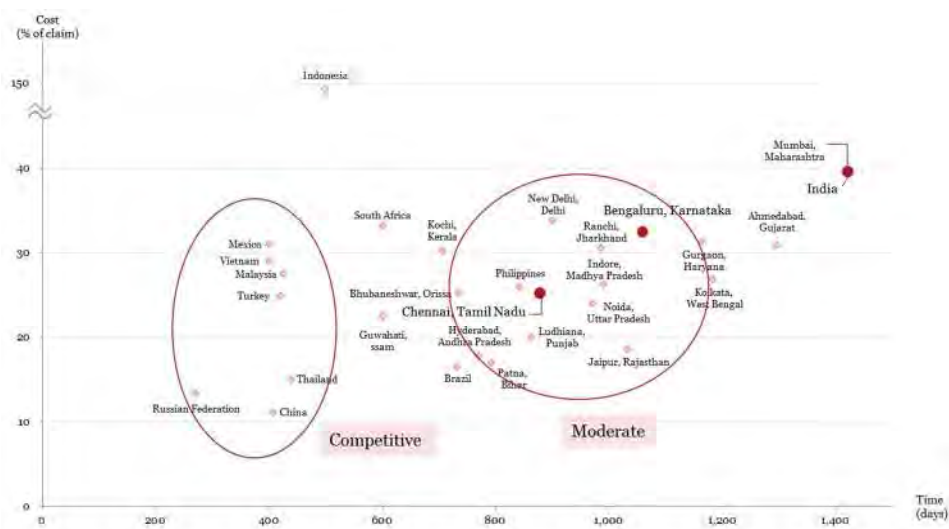 Cost
(% of claim)
Indonesia
150
Mumbai,
Maharashtra
40
India
New Delhi,
Delhi
Bengaluru, Karnataka
South Africa
Kochi,
Kerala
Ranchi,
Jharkhand
Ahmedabad,
Gujarat
Mexico
30
Vietnam
Malaysia
Philippines
Indore,
Madhya Pradesh
Gurgaon,
Haryana
Turkey
Bhubaneshwar, Orissa
Kolkata,
West Bengal
Chennai, Tamil Nadu
Noida,
Uttar Pradesh
Guwahati,
ssam
Hyderabad,
Andhra Pradesh
Ludhiana,
Punjab
20
Jaipur, Rajasthan
Thailand
Brazil
Patna,
Bihar
Russian Federation
China
10
Competitive
Moderate
0
Time
(days)
0
200
400
600
800
1,000
1,200
1,400